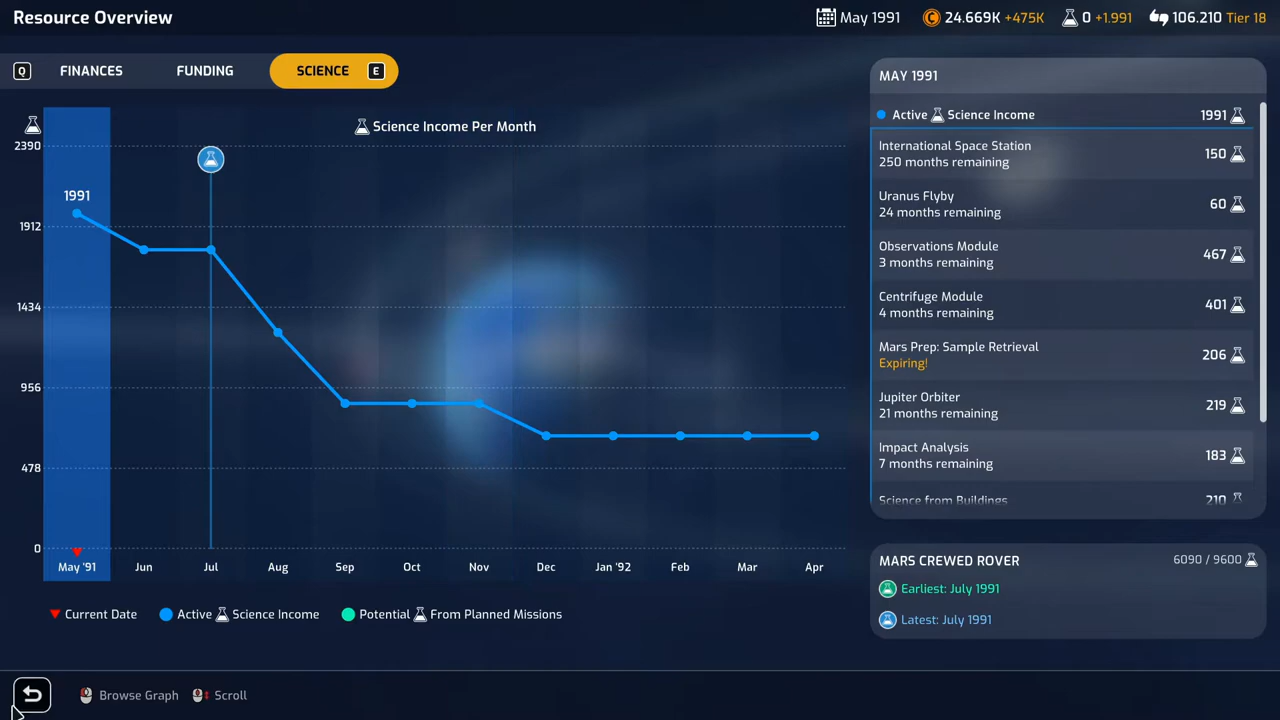 Resource Overview
May 1991
24.669K +475K
0 +1.991
106.210 Tier 18
Q
FINANCES
FUNDING
SCIENCE
E
Science Income Per Month
2390
1912
1434
956
478
0
1991
May '91
Jun
Jul
Aug
Sep
Oct
Nov
Dec
Jan '92
Feb
Mar
Apr
Current Date
Active Science Income
Potential From Planned Missions
MAY 1991
Active Science Income 1991
International Space Station
250 months remaining
150
Uranus Flyby
24 months remaining
60
Observations Module
3 months remaining
467
Centrifuge Module
4 months remaining
401
Mars Prep: Sample Retrieval
Expiring!
206
Jupiter Orbiter
21 months remaining
219
Impact Analysis
7 months remaining
183
Science from Buildings
210
MARS CREWED ROVER
6090 / 9600
Earliest: July 1991
Latest: July 1991
Browse Graph
Scroll